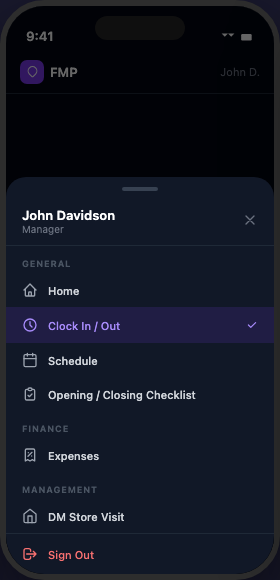 9:41
FMP
John D.
John Davidson
Manager
GENERAL
Home
Clock In / Out
Schedule
Opening / Closing Checklist
FINANCE
Expenses
MANAGEMENT
DM Store Visit
Sign Out